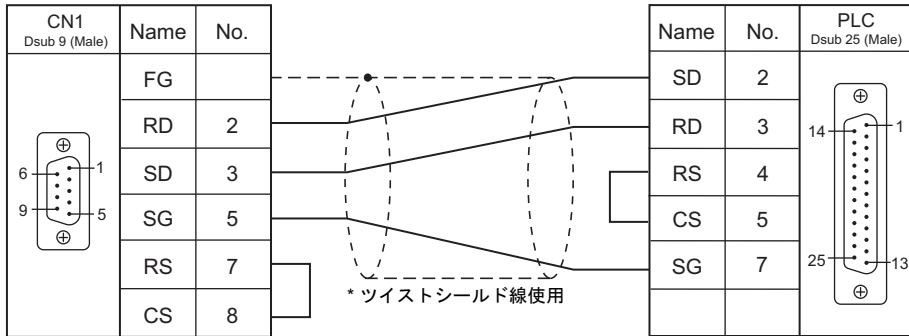 CN1
Dsub 9 (Male)
Name No.
FG
RD 2
SD 3
SG 5
RS 7
CS 8
6 1
9 5
* ツイストシールド線使用
Name No.
SD 2
RD 3
RS 4
CS 5
SG 7
PLC
Dsub 25 (Male)
14 1
25 13